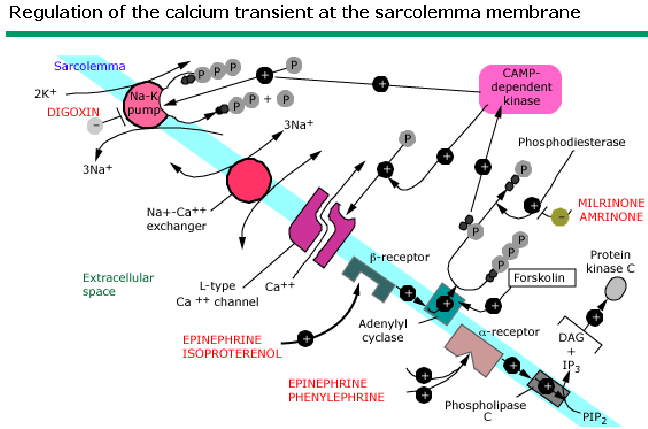 Regulation of the calcium transient at the sarcolemma membrane
Sarcolemma
P P P
+
P
2K+
Na-K
pump
P + P
+
CAMP-
dependent
kinase
DIGOXIN
-
3Na+
3Na+
P
+
+
+
Phosphodiesterase
P
+
-
MILRINONE
AMRINONE
Na+-Ca++
exchanger
P
P
P
P
Extracellular
space
L-type
Ca ++ channel
Ca++
ß-receptor
Forskolin
Protein
kinase C
+
+
+
Adenylyl
cyclase
α-receptor
+
DAG
+
IP3
EPINEPHRINE
ISOPROTERENOL
+
EPINEPHRINE
PHENYLEPHRINE
+
+
+
+
Phospholipase
C
PIP2